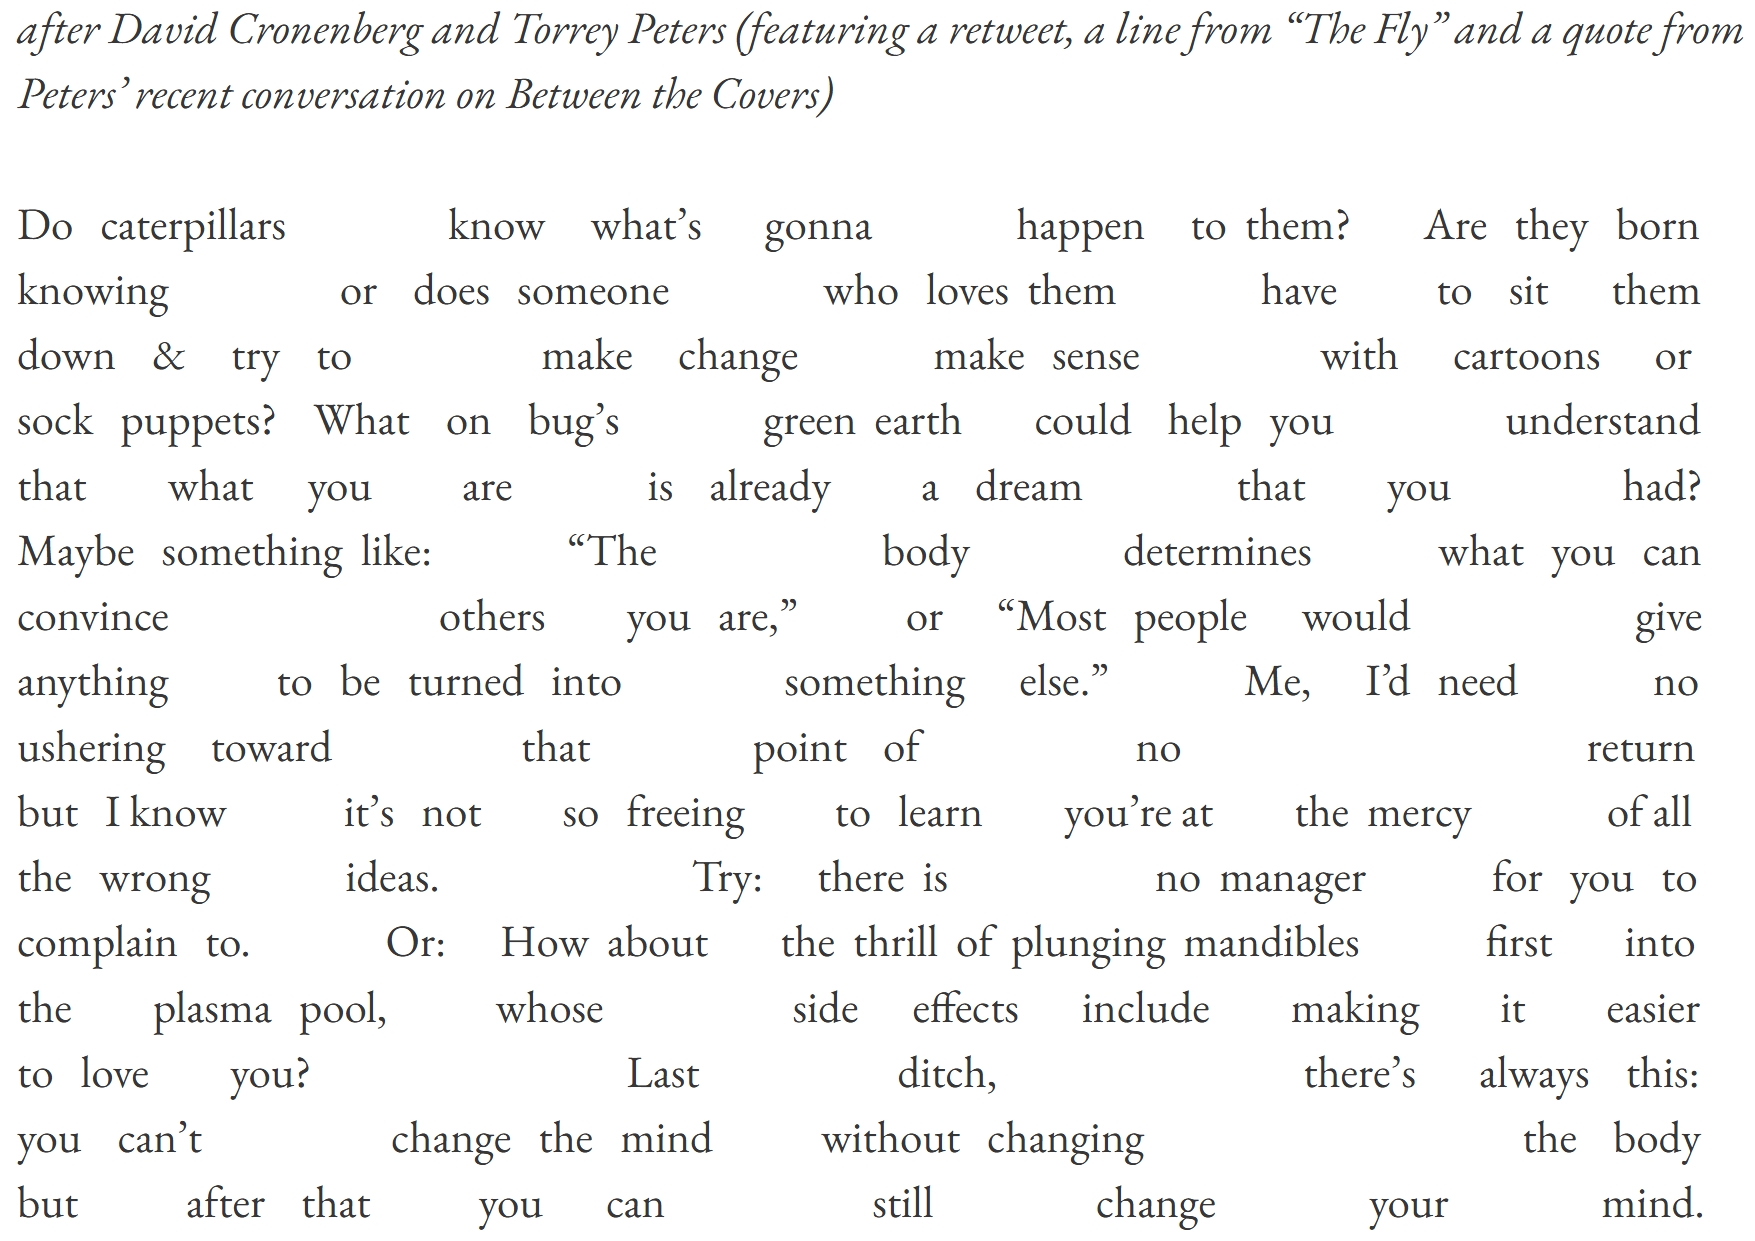 after David Cronenberg and Torrey Peters (featuring a retweet, a line from “The Fly” and a quote from
Peters’ recent conversation on Between the Covers)
Do caterpillars know what’s gonna happen to them? Are they born
knowing or does someone who loves them have to sit them
down & try to make change make sense with cartoons or
sock puppets? What on bug’s green earth could help you understand
that what you are is already a dream that you had?
Maybe something like: “The body determines what you can
convince others you are,” or “Most people would give
anything to be turned into something else.” Me, I’d need no
ushering toward that point of no return
but I know it’s not so freeing to learn you’re at the mercy of all
the wrong ideas. Try: there is no manager for you to
complain to. Or: How about the thrill of plunging mandibles first into
the plasma pool, whose side effects include making it easier
to love you? Last ditch, there’s always this:
you can’t change the mind without changing the body
but after that you can still change your mind.